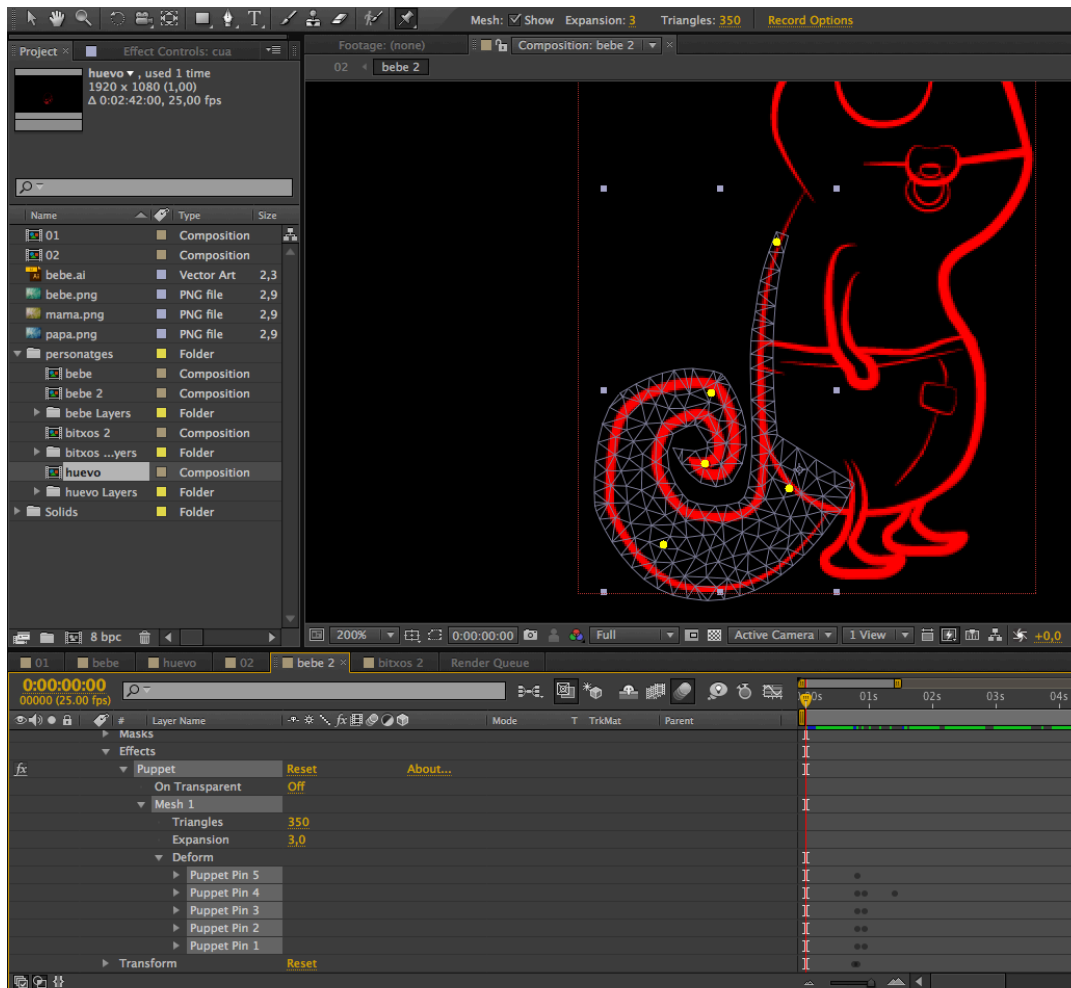 T Mesh: Show Expansion: 3 Triangles: 350 Record Options
Project × Effect Controls: cua
Footage: (none) Composition: bebe 2 ×
02 bebe 2
huevo , used 1 time
1920 x 1080 (1,00)
Δ 0:02:42:00, 25,00 fps
Name Type Size
01 Composition
02 Composition
bebe.ai Vector Art 2,3
bebe.png PNG file 2,9
mama.png PNG file 2,9
papa.png PNG file 2,9
personatges Folder
bebe Composition
bebe 2 Composition
bebe Layers Folder
bitxos 2 Composition
bitxos ...yers Folder
huevo Composition
huevo Layers Folder
Solids Folder
8 bpc
200% 0:00:00:00 Full Active Camera 1 View +0,0
01 bebe huevo 02 bebe 2 × bitxos 2 Render Queue
0:00:00:00
00000 (25.00 fps)
0s 01s 02s 03s 04s
# Layer Name fx Mode T TrkMat Parent
Masks
Effects
fx Puppet Reset About...
On Transparent Off
Mesh 1
Triangles 350
Expansion 3,0
Deform
Puppet Pin 5
Puppet Pin 4
Puppet Pin 3
Puppet Pin 2
Puppet Pin 1
Transform Reset